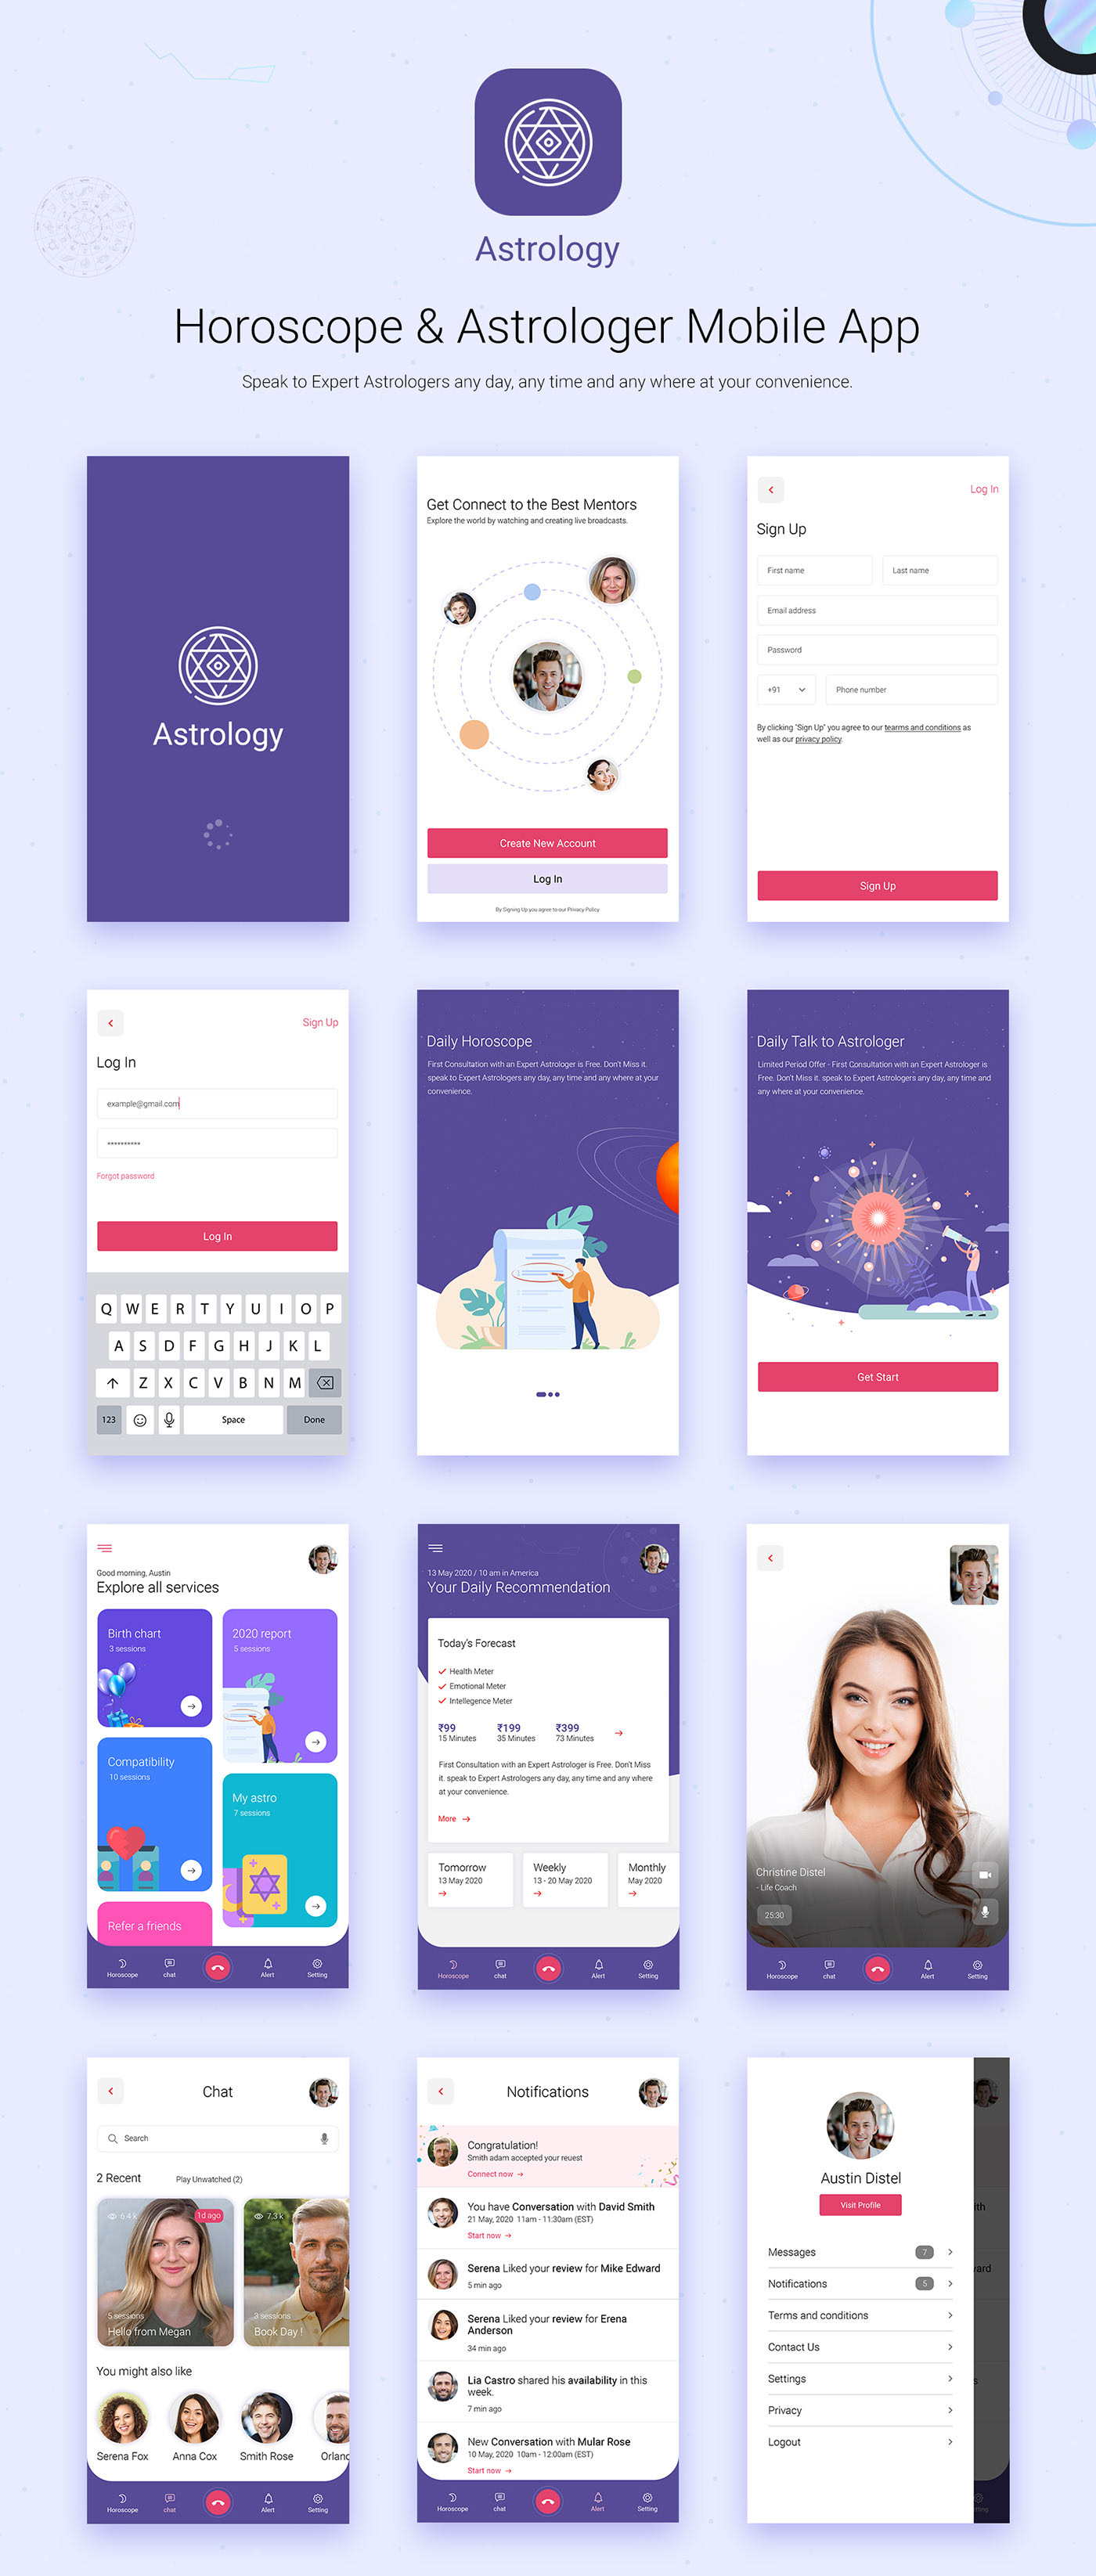 Astrology
Horoscope & Astrologer Mobile App
Speak to Expert Astrologers any day, any time and any where at your convenience.
Astrology
Get Connect to the Best Mentors
Explore the world by watching and creating live broadcasts.
Create New Account
Log In
By Signing Up you agree to our Privacy Policy
Log In
Sign Up
First name
Last name
Email address
Password
+91
Phone number
By clicking "Sign Up" you agree to our tearms and conditions as
well as our privacy policy.
Sign Up
Sign Up
Log In
example@gmail.com
**********
Forgot password
Log In
Q W E R T Y U I O P
A S D F G H J K L
Z X C V B N M
123
Space
Done
Daily Horoscope
First Consultation with an Expert Astrologer is Free. Don't Miss it.
speak to Expert Astrologers any day, any time and any where at your
convenience.
Daily Talk to Astrologer
Limited Period Offer - First Consultation with an Expert Astrologer is
Free. Don't Miss it. speak to Expert Astrologers any day, any time and
any where at your convenience.
Get Start
Good morning, Austin
Explore all services
Birth chart
3 sessions
2020 report
5 sessions
Compatibility
10 sessions
My astro
7 sessions
Refer a friends
Horoscope
chat
Alert
Setting
13 May 2020 / 10 am in America
Your Daily Recommendation
Today's Forecast
Health Meter
Emotional Meter
Intellegence Meter
₹99
15 Minutes
₹199
35 Minutes
₹399
73 Minutes
First Consultation with an Expert Astrologer is Free. Don't Miss
it. speak to Expert Astrologers any day, any time and any where
at your convenience.
More
Tomorrow
13 May 2020
Weekly
13 - 20 May 2020
Monthly
May 2020
Horoscope
chat
Alert
Setting
Christine Distel
- Life Coach
25:30
Horoscope
chat
Alert
Setting
Chat
Search
2 Recent
Play Unwatched (2)
6.4 k
1d ago
5 sessions
Hello from Megan
7.3 k
3 sessions
Book Day !
You might also like
Serena Fox
Anna Cox
Smith Rose
Orlanc
Horoscope
chat
Alert
Setting
Notifications
Congratulation!
Smith adam accepted your reuest
Connect now
You have Conversation with David Smith
21 May, 2020 11am - 11:30am (EST)
Start now
Serena Liked your review for Mike Edward
5 min ago
Serena Liked your review for Erena
Anderson
34 min ago
Lia Castro shared his availability in this
week.
7 min ago
New Conversation with Mular Rose
10 May, 2020 10am - 12:00am (EST)
Start now
Horoscope
chat
Alert
Setting
Austin Distel
Visit Profile
Messages
7
Notifications
5
Terms and conditions
Contact Us
Settings
Privacy
Logout
ith
vard
s